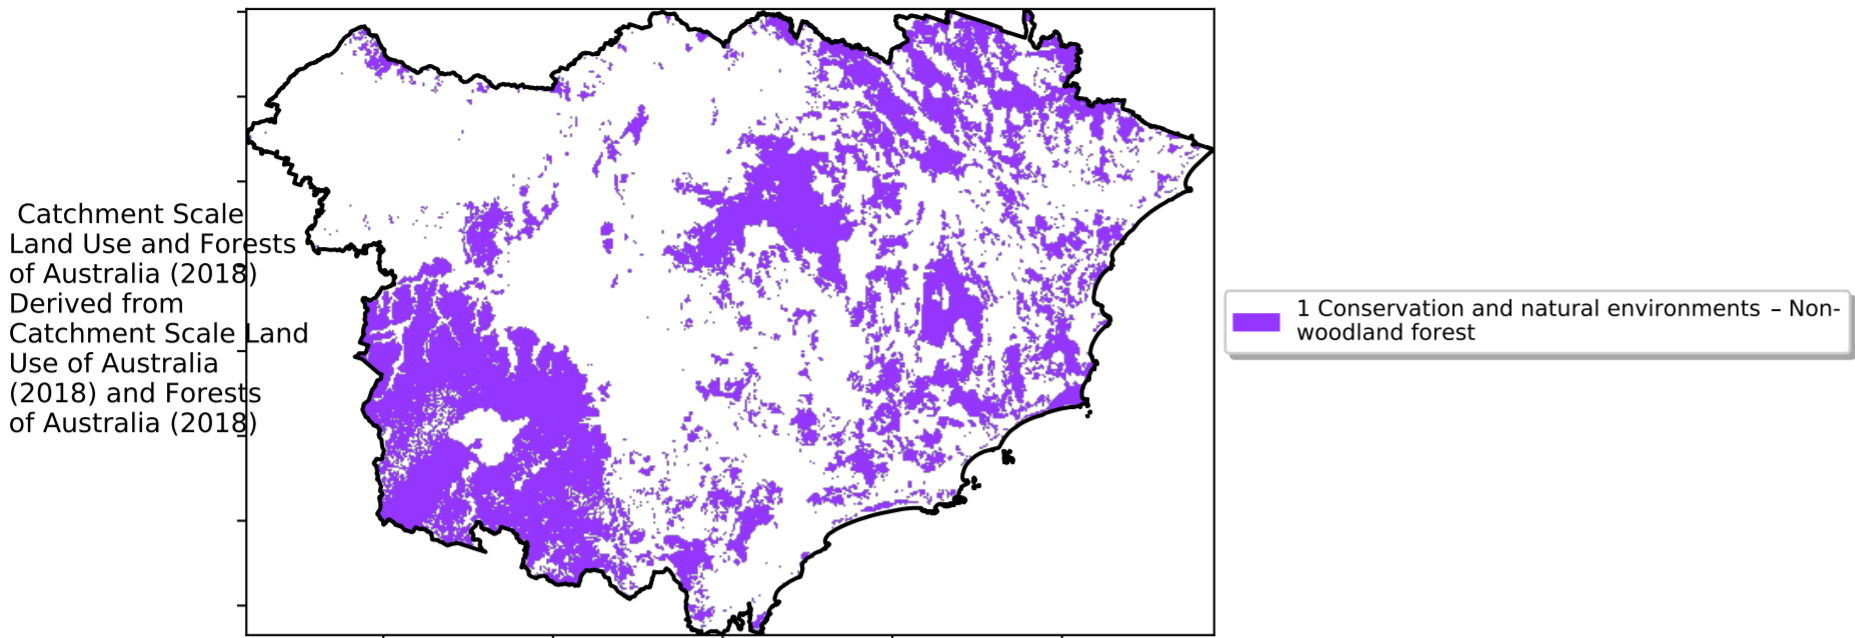 Catchment Scale
Land Use and Forests
of Australia (2018)
Derived from
Catchment Scale Land
Use of Australia
(2018) and Forests
of Australia (2018)
1 Conservation and natural environments – Non-
woodland forest